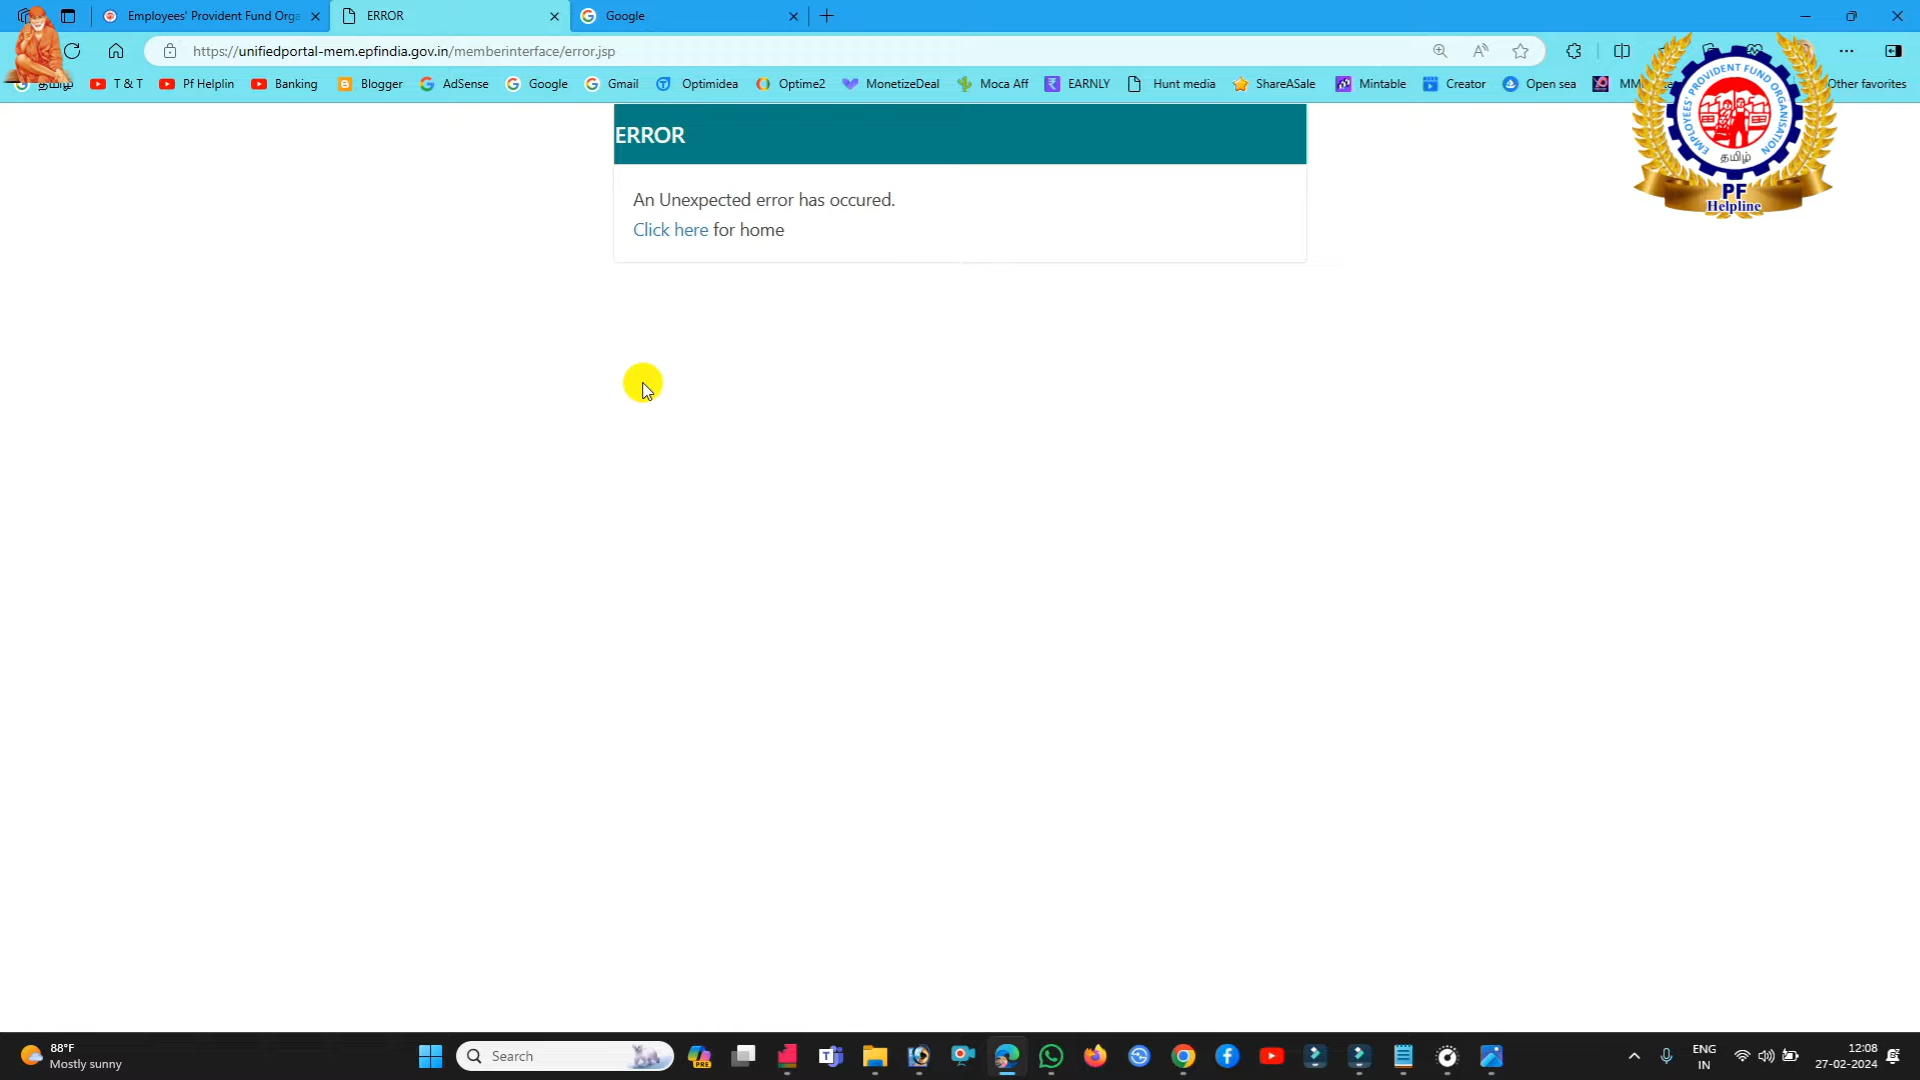 Employees' Provident Fund Orga
ERROR
Google
https://unifiedportal-mem.epfindia.gov.in/memberinterface/error.jsp
தமிழ்
T & T
Pf Helplin
Banking
Blogger
AdSense
Google
Gmail
Optimidea
Optime2
MonetizeDeal
Moca Aff
EARNLY
Hunt media
ShareASale
Mintable
Creator
Open sea
Other favorites
ERROR
An Unexpected error has occured.
Click here for home
EMPLOYEES' PROVIDENT FUND ORGANISATION
தமிழ்
PF
Helpline
88°F
Mostly sunny
Search
PRE
ENG
IN
12:08
27-02-2024